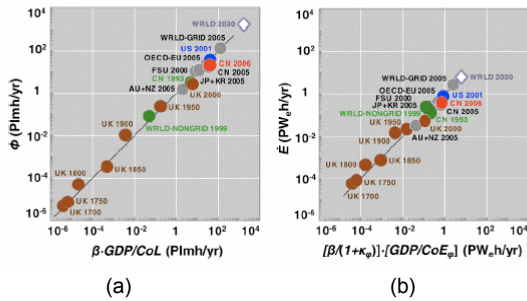 10⁴
10²
1
10⁻²
10⁻⁴
10⁻⁵
10⁻⁶
Φ (PlmhN/yr)
WRLD 2030
WRLD-GRID 2005
US 2001
OECD-EU 2005
CN 2006
FSU 2000
CN 2005
CN 1993
JP+KR 2005
AU+NZ 2005
UK 2000
UK 1950
WRLD-NONGRID 1999
UK 1900
UK 1850
UK 1800
UK 1750
UK 1700
10⁻⁶ 10⁻⁴ 10⁻² 1 10² 10⁴
β·GDP/CoL (Plmh/yr)
(a)
10⁴
10²
1
10⁻²
10⁻⁴
10⁻⁶
Ė (PWₑh/yr)
WRLD-GRID 2005
WRLD 2030
OECD-EU 2005
US 2001
FSU 2000
CN 2006
JP+KR 2005
CN 2005
WRLD-NONGRID 1999
CN 1993
UK 1950
UK 2000
UK 1900
AU+NZ 2005
UK 1800
UK 1850
UK 1750
UK 1700
10⁻⁶ 10⁻⁴ 10⁻² 1 10² 10⁴
[β/(1+κφ)]·[GDP/CoEφ] (PWₑh/yr)
(b)